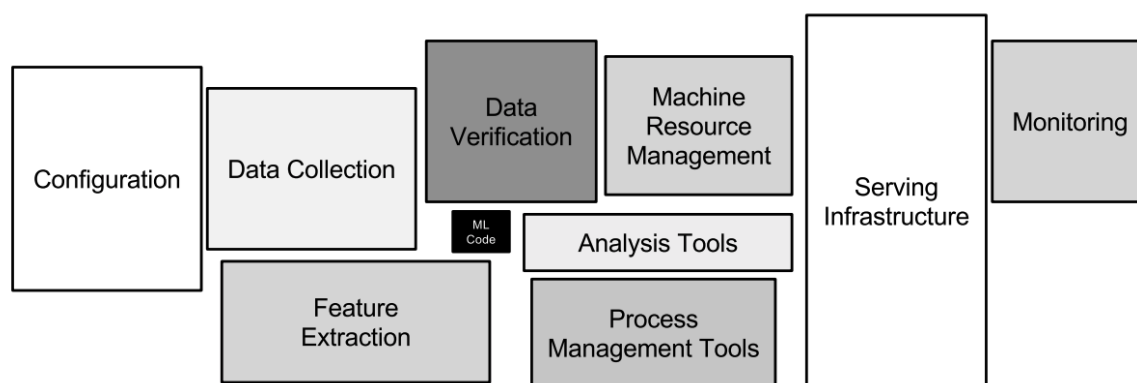 Configuration
Data Collection
Feature
Extraction
Data
Verification
ML
Code
Machine
Resource
Management
Analysis Tools
Process
Management Tools
Serving
Infrastructure
Monitoring